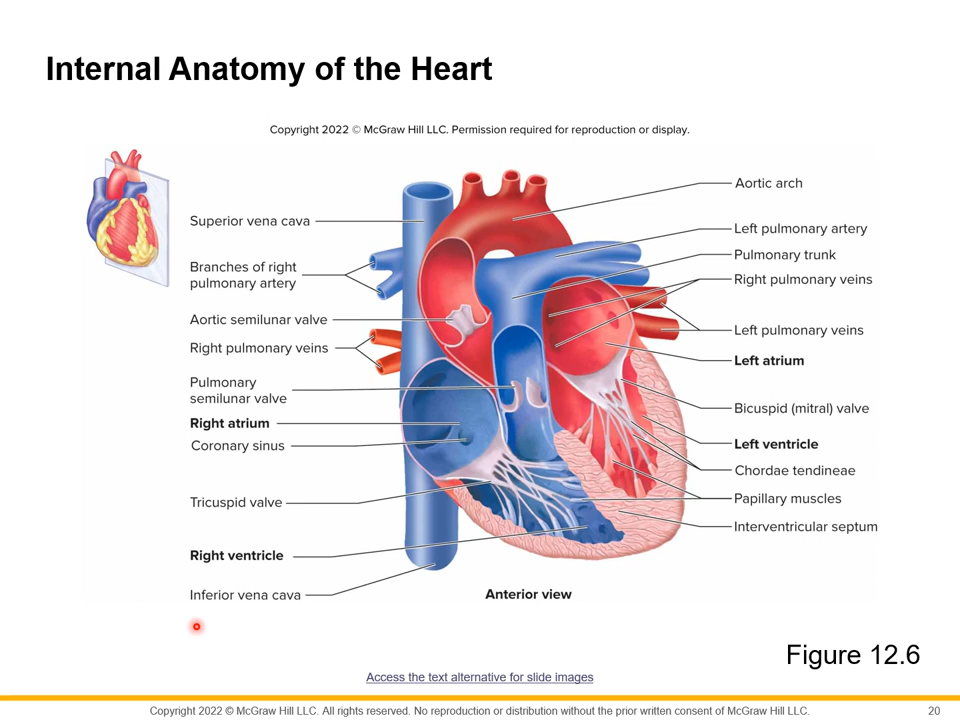 Internal Anatomy of the Heart
Copyright 2022 © McGraw Hill LLC. Permission required for reproduction or display.
Superior vena cava
Branches of right
pulmonary artery
Aortic semilunar valve
Right pulmonary veins
Pulmonary
semilunar valve
Right atrium
Coronary sinus
Tricuspid valve
Right ventricle
Inferior vena cava
Aortic arch
Left pulmonary artery
Pulmonary trunk
Right pulmonary veins
Left pulmonary veins
Left atrium
Bicuspid (mitral) valve
Left ventricle
Chordae tendineae
Papillary muscles
Interventricular septum
Anterior view
Figure 12.6
Access the text alternative for slide images
Copyright 2022 © McGraw Hill LLC. All rights reserved. No reproduction or distribution without the prior written consent of McGraw Hill LLC.
20